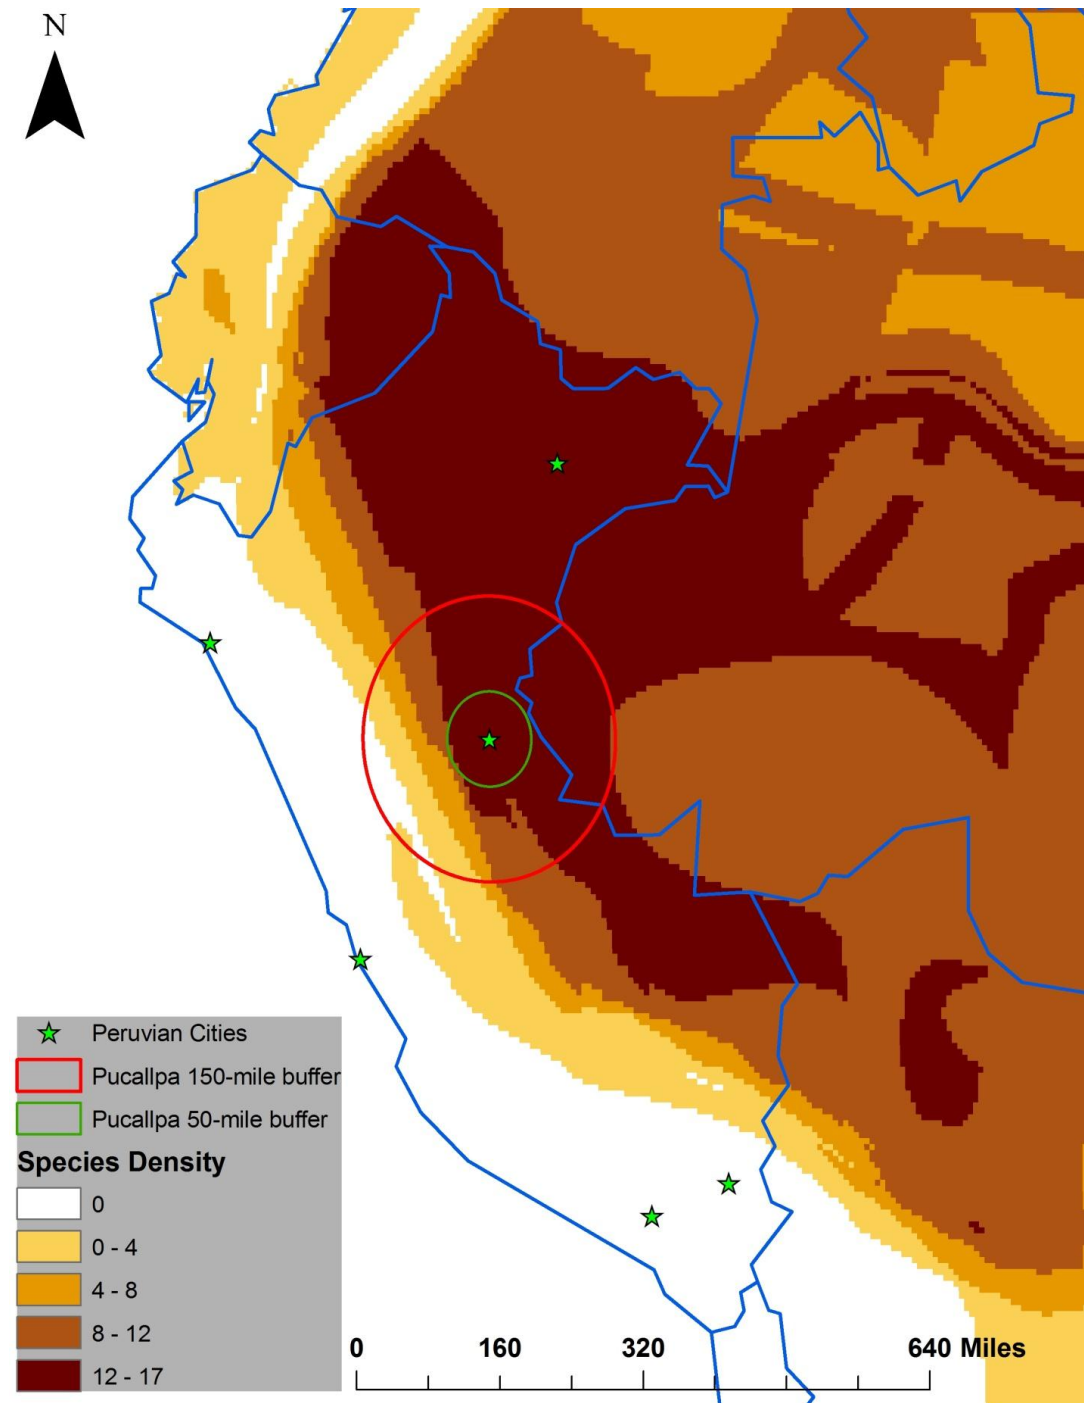 N
Peruvian Cities
Pucallpa 150-mile buffer
Pucallpa 50-mile buffer
Species Density
0
0 - 4
4 - 8
8 - 12
12 - 17
0 160 320 640 Miles